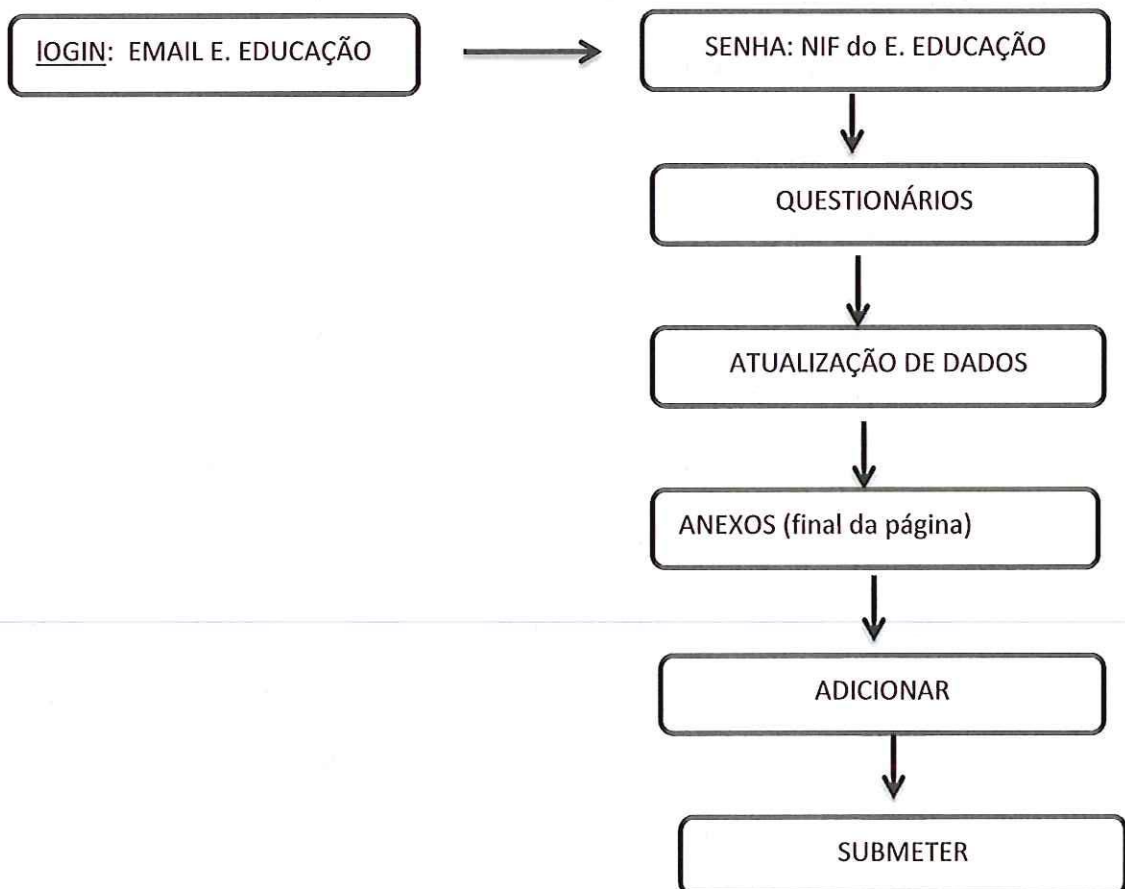 lOGIN: EMAIL E. EDUCAÇÃO
SENHA: NIF do E. EDUCAÇÃO
QUESTIONÁRIOS
ATUALIZAÇÃO DE DADOS
ANEXOS (final da página)
ADICIONAR
SUBMETER